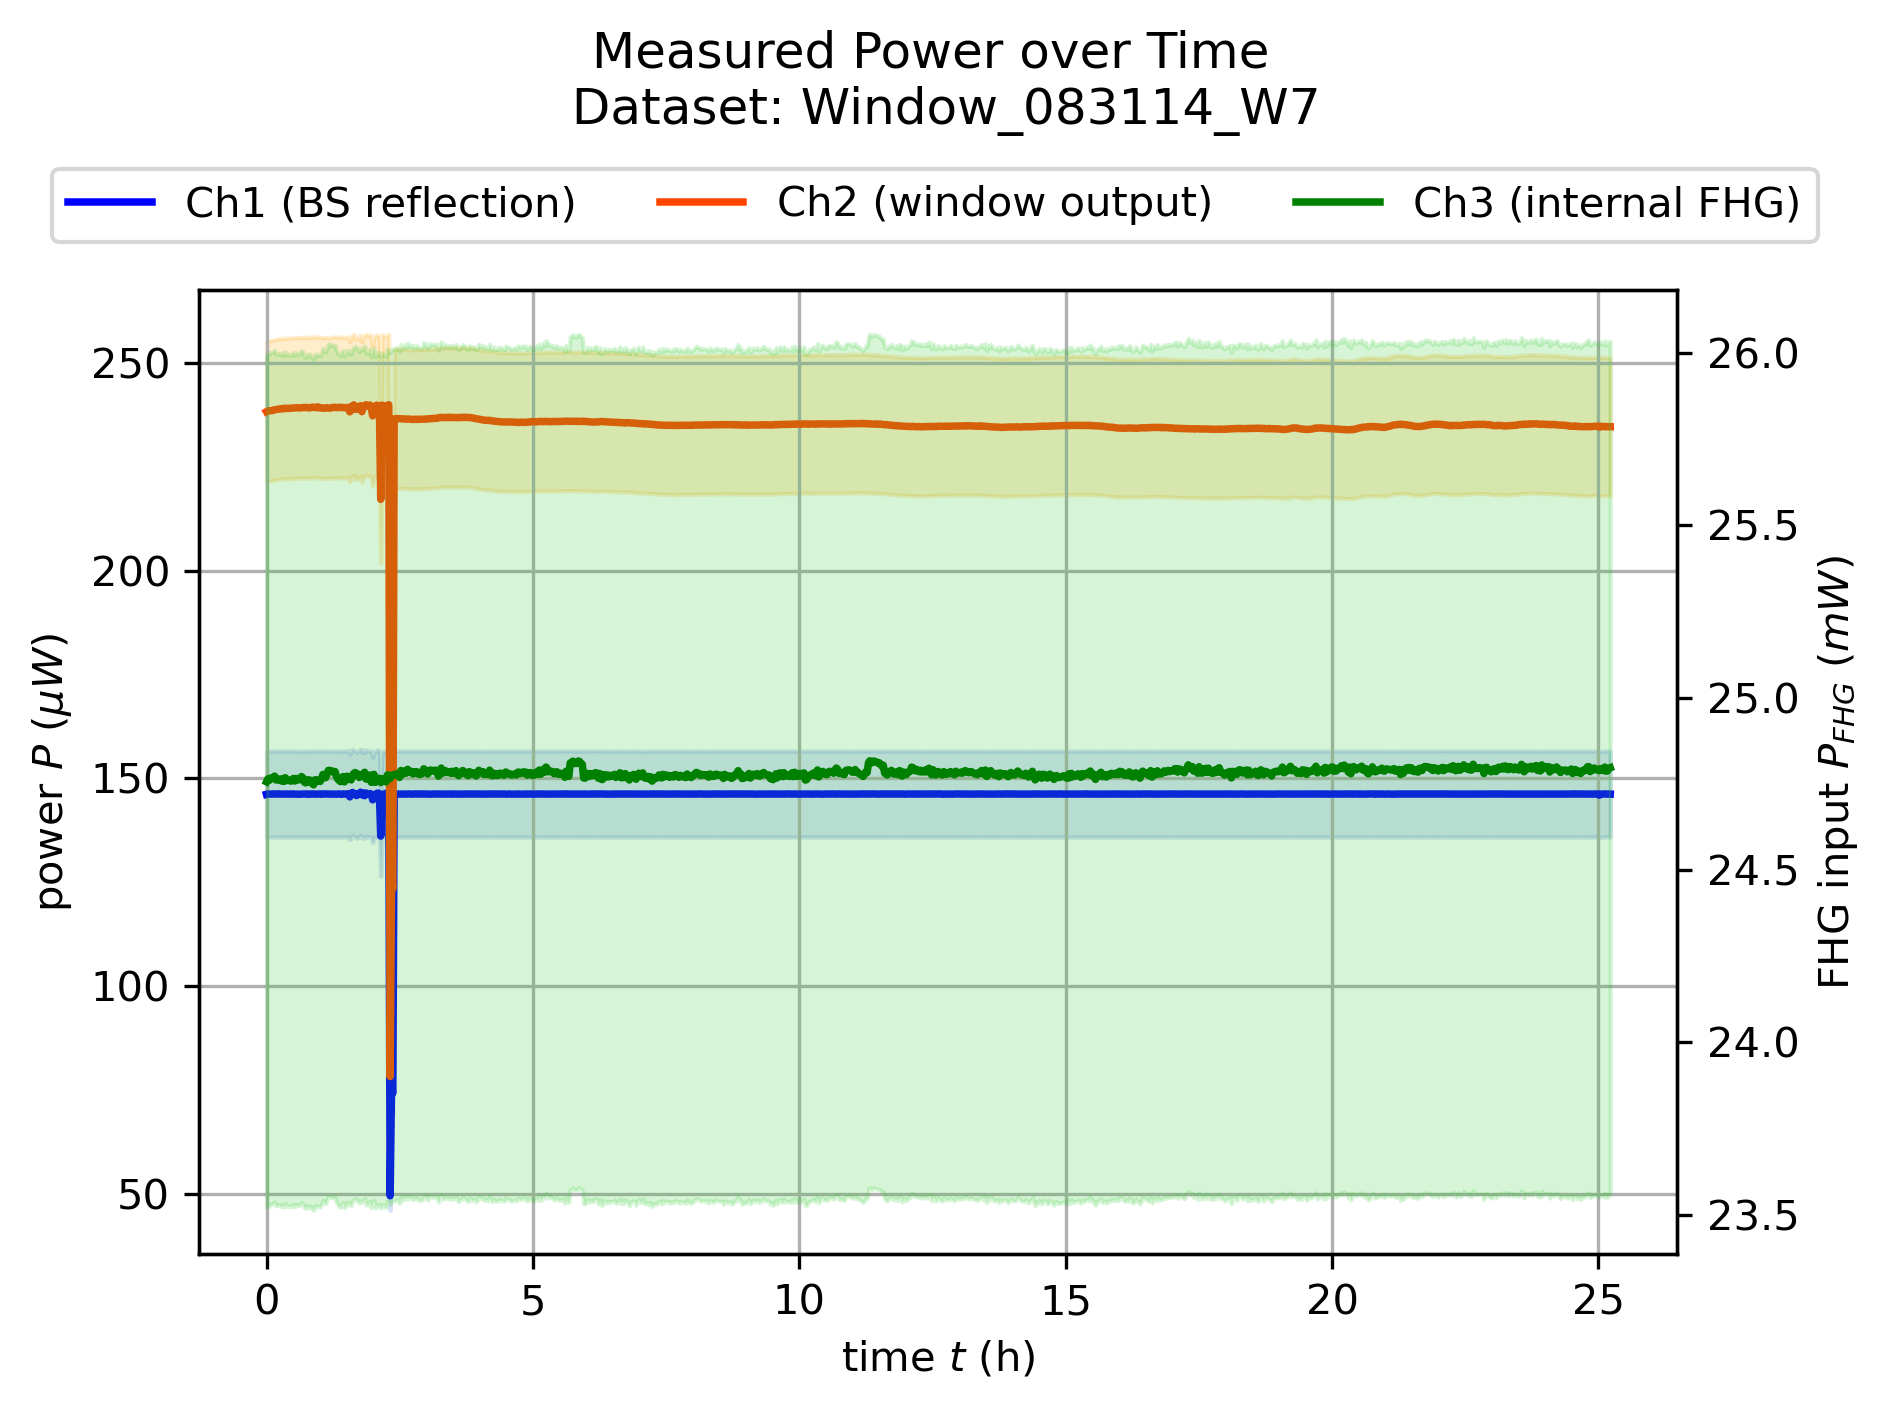 Measured Power over Time
Dataset: Window_083114_W7
Ch1 (BS reflection)
Ch2 (window output)
Ch3 (internal FHG)
250
200
150
100
50
power P (μW)
26.0
25.5
25.0
24.5
24.0
23.5
FHG input P_FHG (mW)
0 5 10 15 20 25
time t (h)